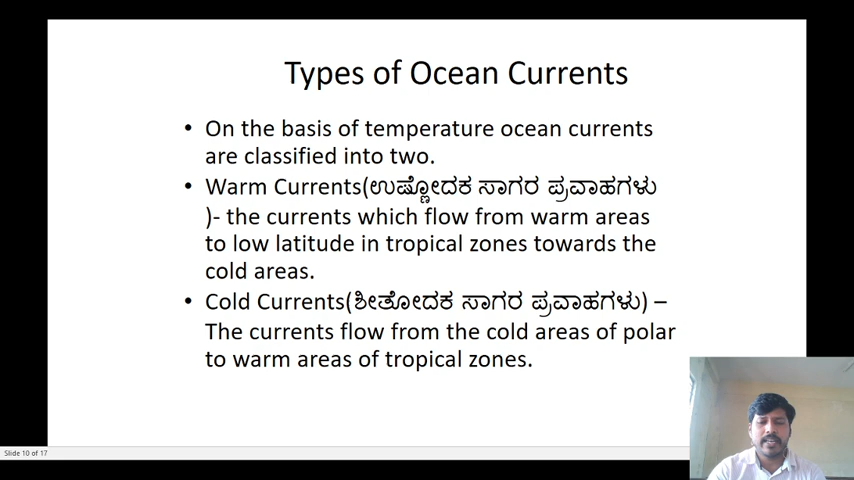 Types of Ocean Currents
• On the basis of temperature ocean currents
are classified into two.
• Warm Currents(ಉಷ್ಣೋದಕ ಸಾಗರ ಪ್ರವಾಹಗಳು
)- the currents which flow from warm areas
to low latitude in tropical zones towards the
cold areas.
• Cold Currents(ಶೀತೋದಕ ಸಾಗರ ಪ್ರವಾಹಗಳು) –
The currents flow from the cold areas of polar
to warm areas of tropical zones.
Slide 10 of 17